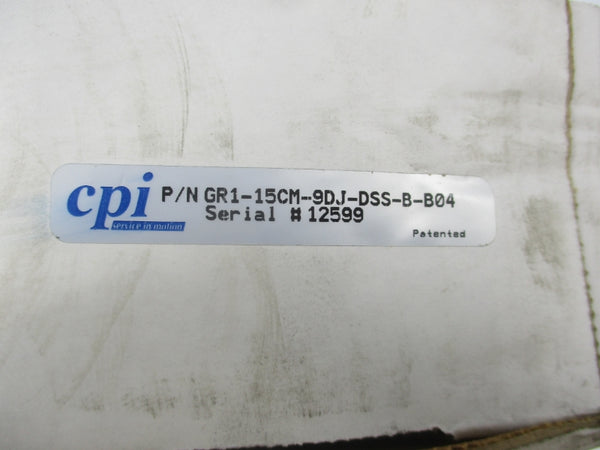 cpi
service in motion
P/N GR1-15CM-9DJ-DSS-B-B04
Serial #12599
Patented